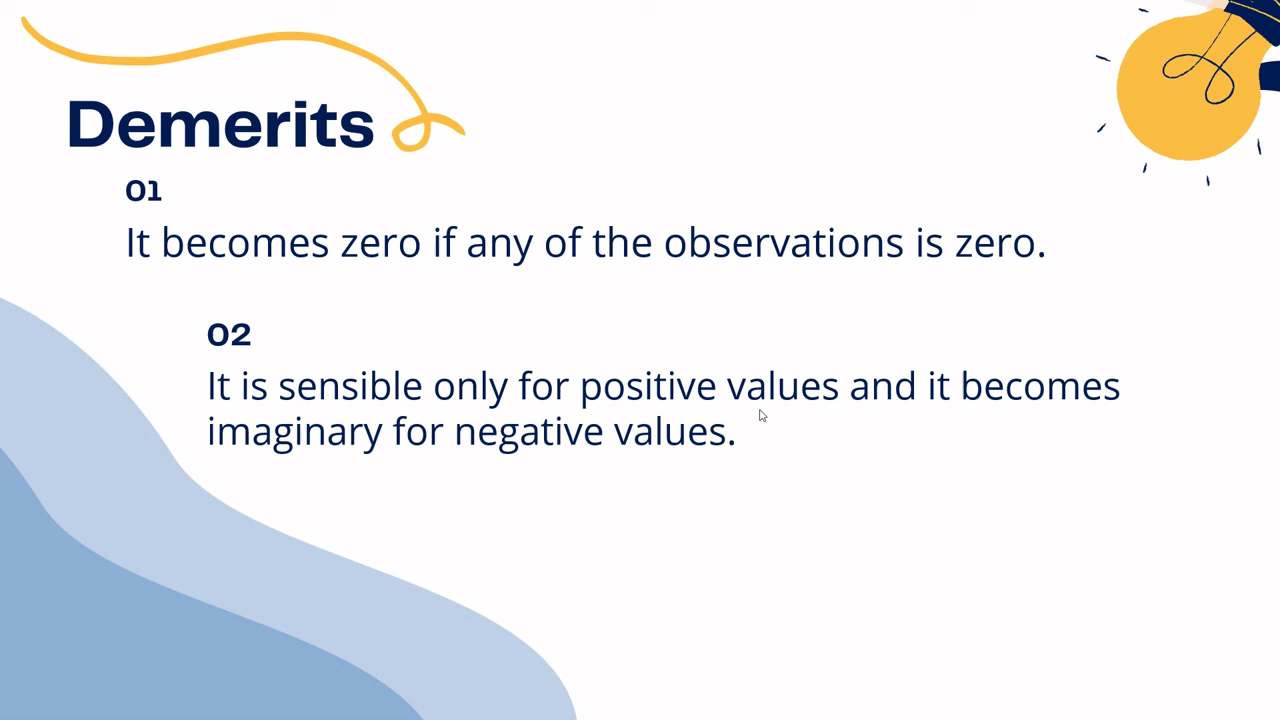 Demerits
01
It becomes zero if any of the observations is zero.
02
It is sensible only for positive values and it becomes
imaginary for negative values.